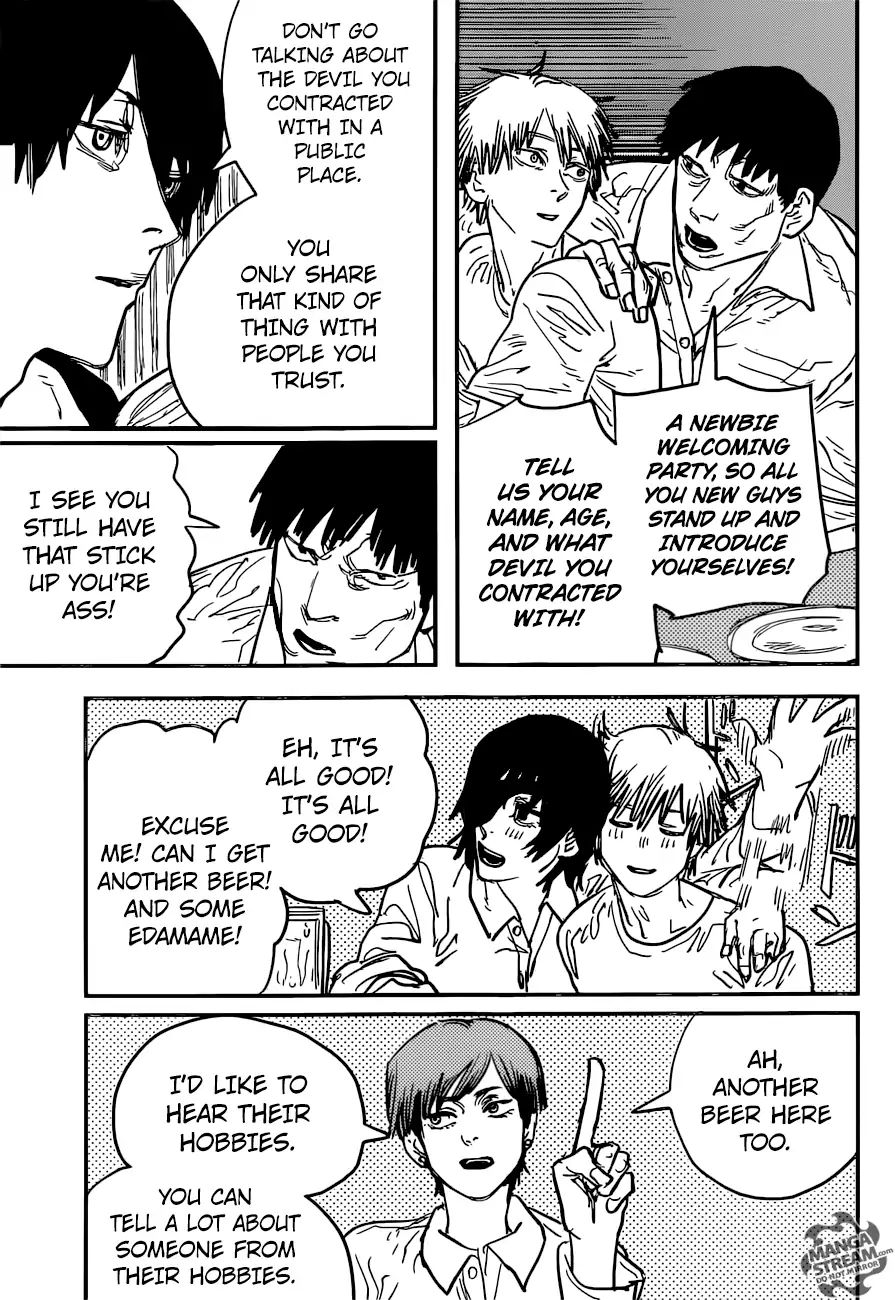 A NEWBIE
WELCOMING
PARTY, SO ALL
YOU NEW GUYS
STAND UP AND
INTRODUCE
YOURSELVES!
TELL
US YOUR
NAME, AGE,
AND WHAT
DEVIL YOU
CONTRACTED
WITH!
DON'T GO
TALKING ABOUT
THE DEVIL YOU
CONTRACTED
WITH IN A
PUBLIC
PLACE.
YOU
ONLY SHARE
THAT KIND OF
THING WITH
PEOPLE YOU
TRUST.
I SEE YOU
STILL HAVE
THAT STICK
UP YOU'RE
ASS!
EH, IT'S
ALL GOOD!
IT'S ALL
GOOD!
EXCUSE
ME! CAN I GET
ANOTHER BEER!
AND SOME
EDAMAME!
AH,
ANOTHER
BEER HERE
TOO.
I'D LIKE TO
HEAR THEIR
HOBBIES.
YOU CAN
TELL A LOT ABOUT
SOMEONE FROM
THEIR HOBBIES.
MANGA
STREAM.com
DO NOT MIRROR